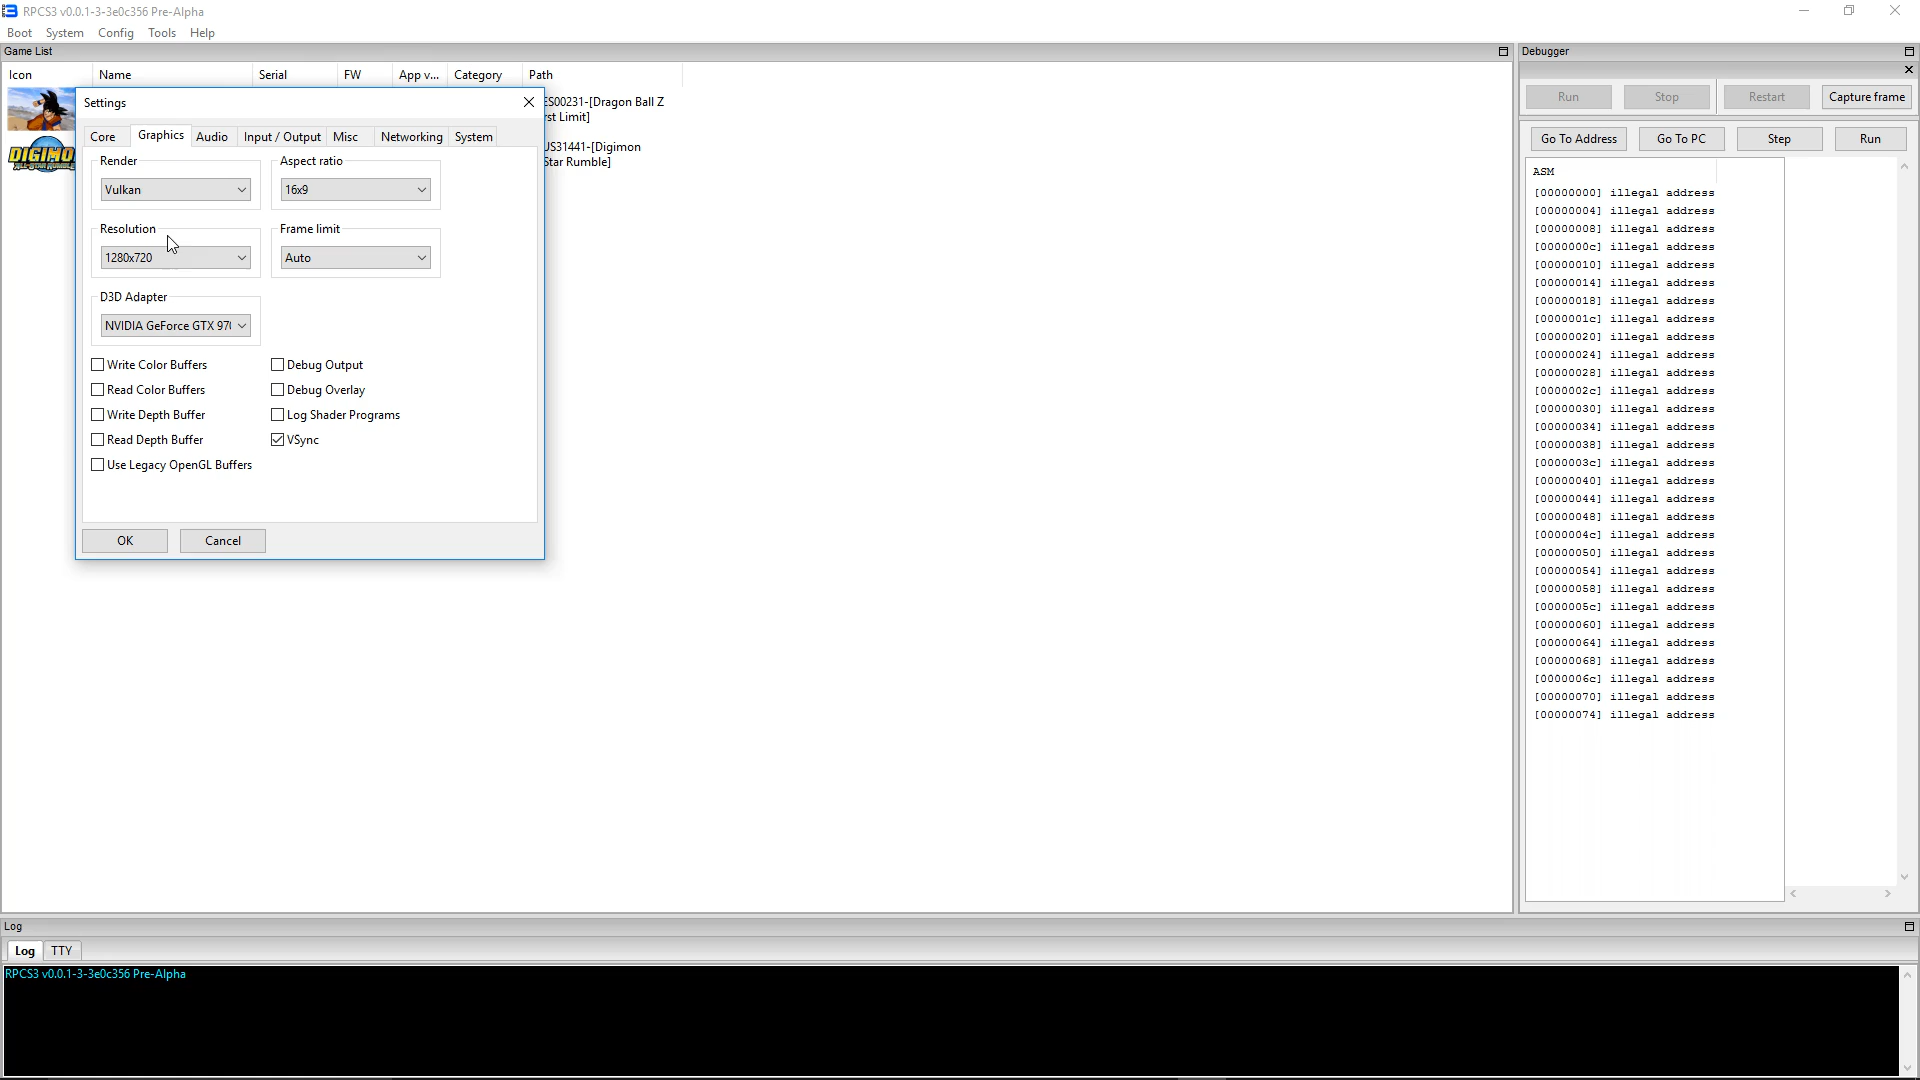 RPCS3 v0.0.1-3-3e0c356 Pre-Alpha
Boot System Config Tools Help
Game List
Icon Name Serial FW App v... Category Path
ES00231-[Dragon Ball Z
rst Limit]
US31441-[Digimon
Star Rumble]
DIGIMO
ALL-STAR RUMBLE
Settings
Core Graphics Audio Input / Output Misc Networking System
Render
Vulkan
Aspect ratio
16x9
Resolution
1280x720
Frame limit
Auto
D3D Adapter
NVIDIA GeForce GTX 970
Write Color Buffers
Debug Output
Read Color Buffers
Debug Overlay
Write Depth Buffer
Log Shader Programs
Read Depth Buffer
VSync
Use Legacy OpenGL Buffers
OK Cancel
Debugger
Run Stop Restart Capture frame
Go To Address Go To PC Step Run
ASM
[00000000] illegal address
[00000004] illegal address
[00000008] illegal address
[0000000c] illegal address
[00000010] illegal address
[00000014] illegal address
[00000018] illegal address
[0000001c] illegal address
[00000020] illegal address
[00000024] illegal address
[00000028] illegal address
[0000002c] illegal address
[00000030] illegal address
[00000034] illegal address
[00000038] illegal address
[0000003c] illegal address
[00000040] illegal address
[00000044] illegal address
[00000048] illegal address
[0000004c] illegal address
[00000050] illegal address
[00000054] illegal address
[00000058] illegal address
[0000005c] illegal address
[00000060] illegal address
[00000064] illegal address
[00000068] illegal address
[0000006c] illegal address
[00000070] illegal address
[00000074] illegal address
Log
Log TTY
RPCS3 v0.0.1-3-3e0c356 Pre-Alpha